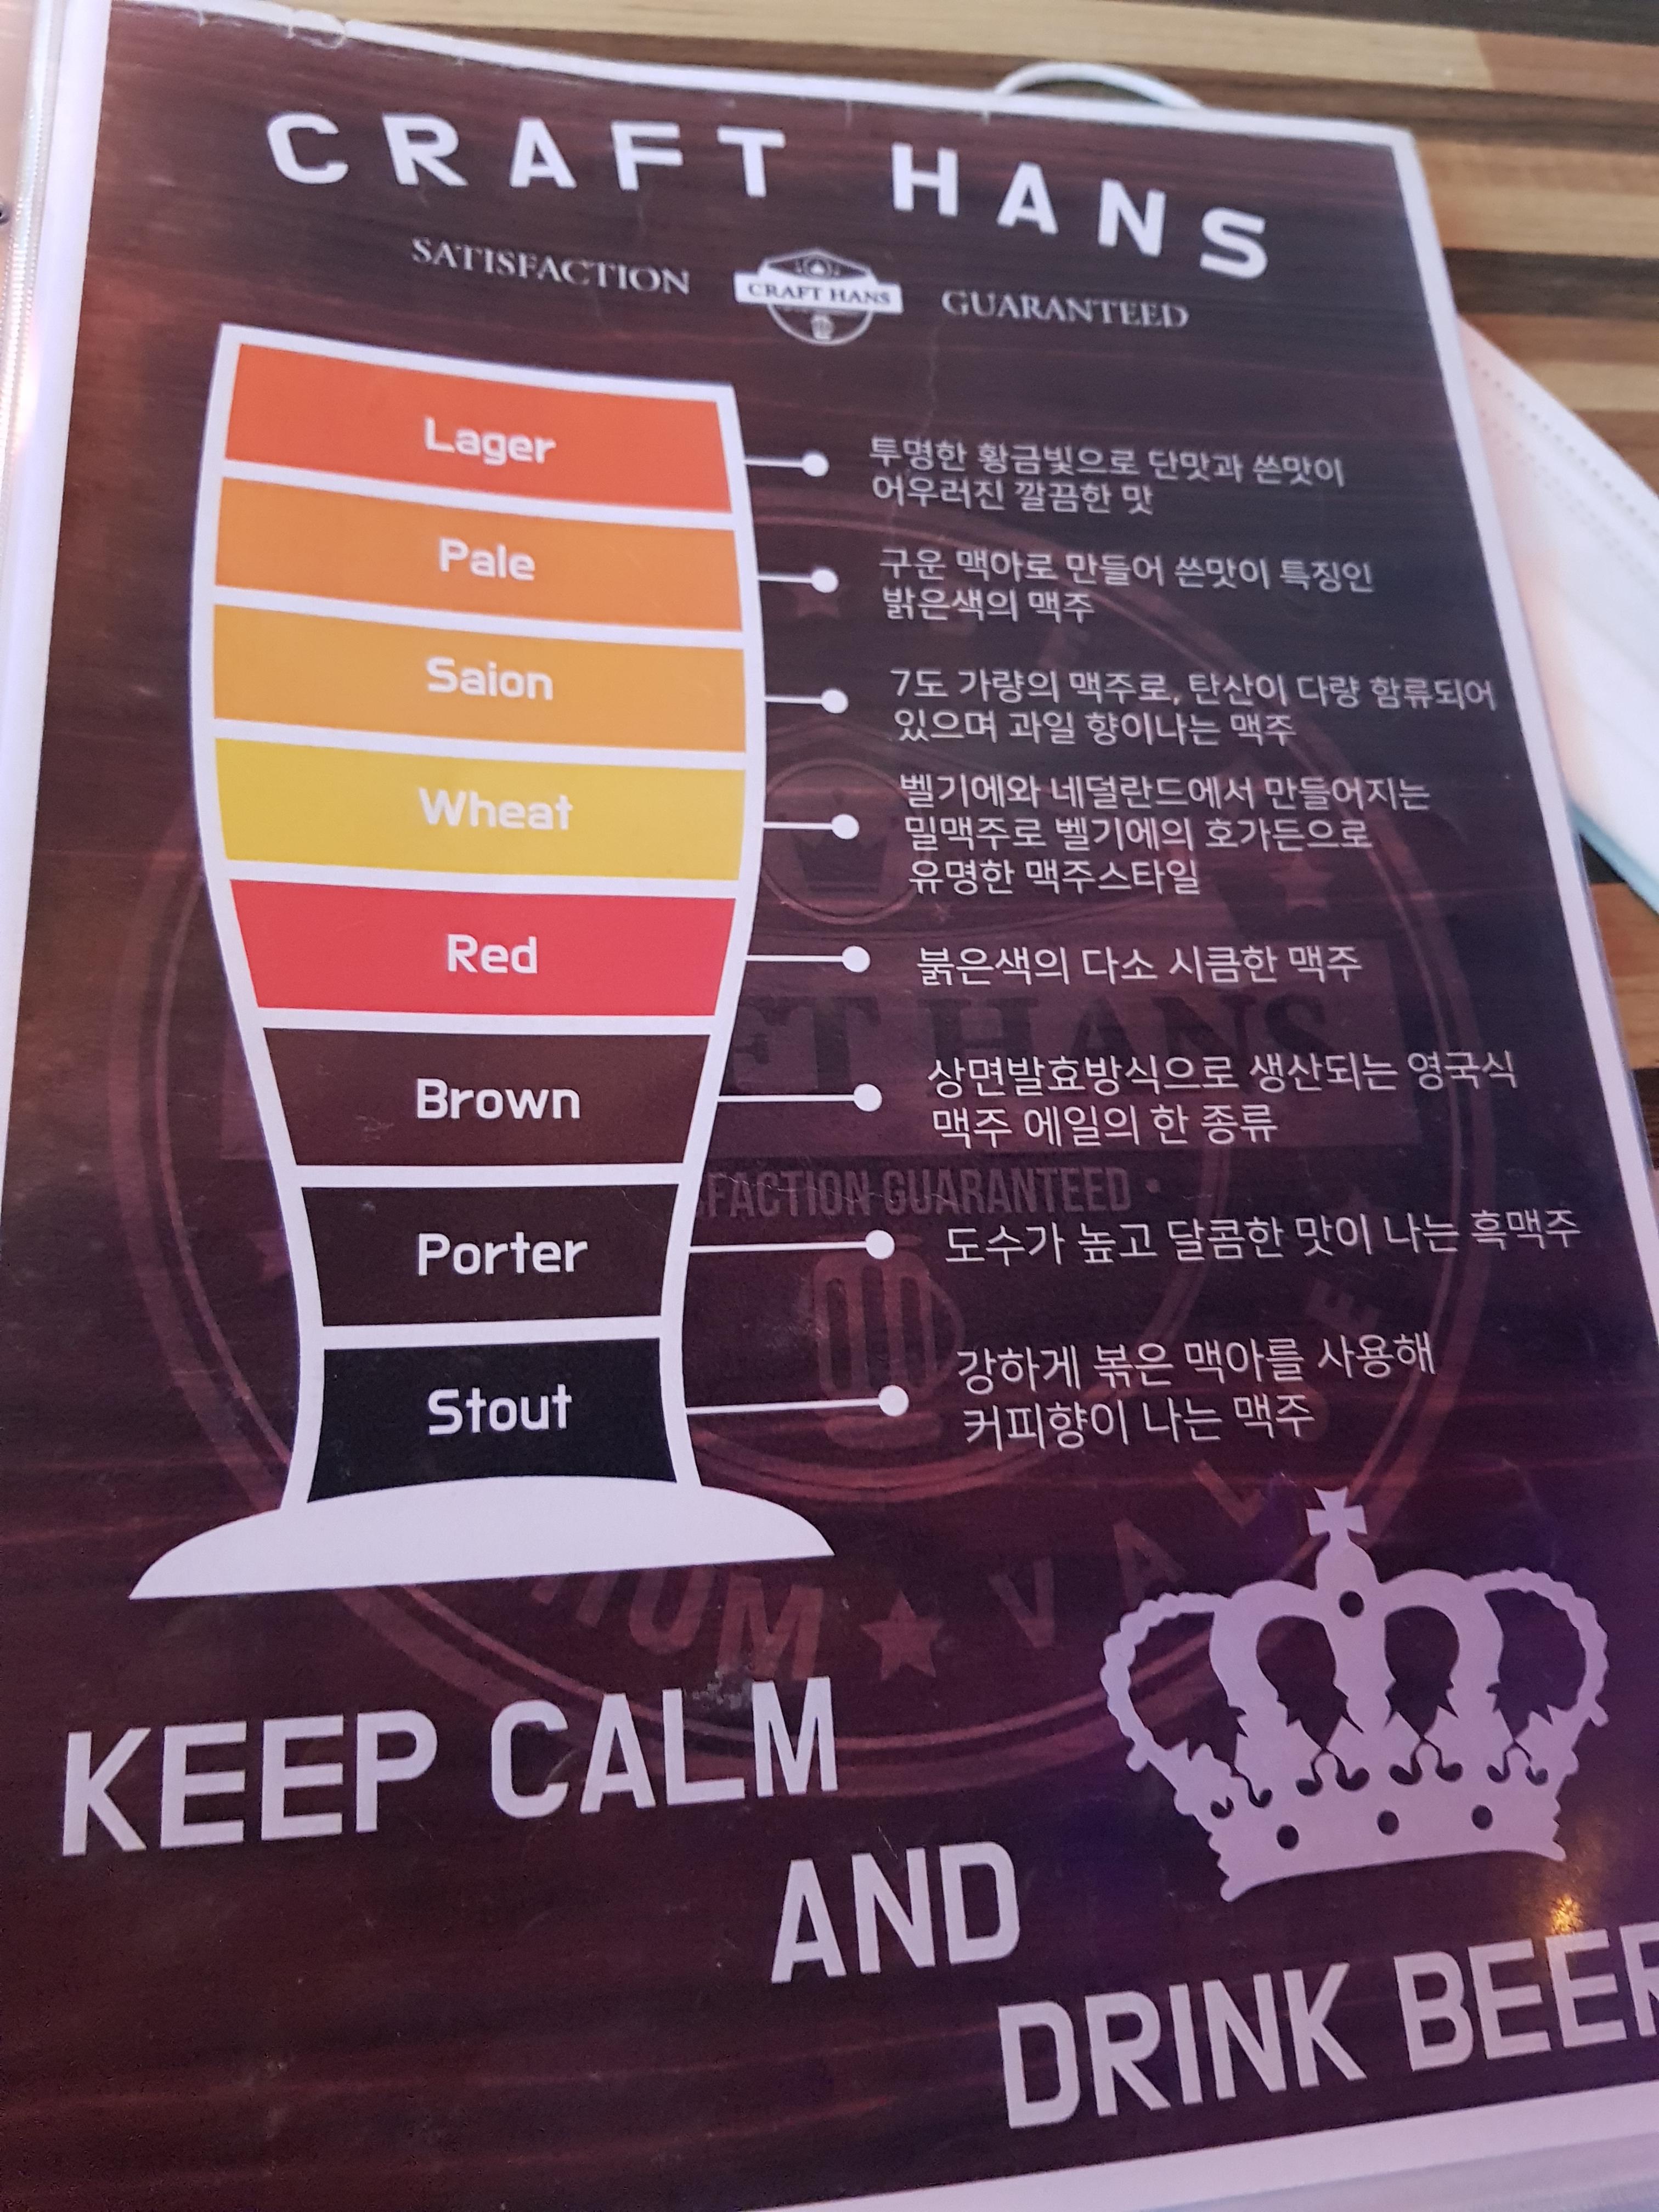 CRAFT HANS
SATISFACTION CRAFT HANS GUARANTEED
Lager
투명한 황금빛으로 단맛과 쓴맛이
어우러진 깔끔한 맛
Pale
구운 맥아로 만들어 쓴맛이 특징인
밝은색의 맥주
Saion
7도 가량의 맥주로, 탄산이 다량 함류되어
있으며 과일 향이나는 맥주
Wheat
벨기에와 네덜란드에서 만들어지는
밀맥주로 벨기에의 호가든으로
유명한 맥주스타일
Red
붉은색의 다소 시큼한 맥주
FT HANS
Brown
상면발효방식으로 생산되는 영국식
맥주 에일의 한 종류
FACTION GUARANTEED
Porter
도수가 높고 달콤한 맛이 나는 흑맥주
Stout
강하게 볶은 맥아를 사용해
커피향이 나는 맥주
KEEP CALM
AND
DRINK BEER